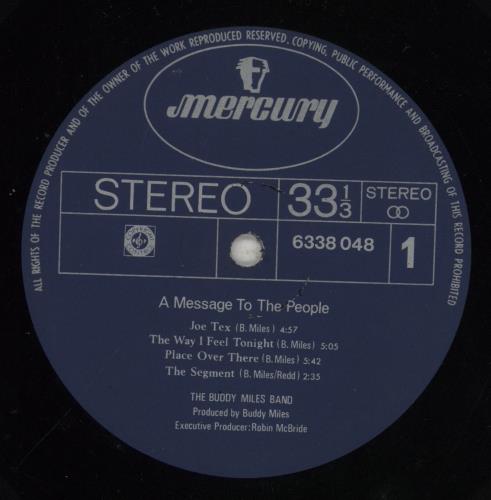 ALL RIGHTS OF THE RECORD PRODUCER AND OF THE OWNER OF THE WORK REPRODUCED RESERVED. COPYING, PUBLIC PERFORMANCE AND BROADCASTING OF THIS RECORD PROHIBITED
mercury
STEREO 33 1/3 STEREO
6338 048 1
A Message To The People
Joe Tex (B. Miles) 4:57
The Way I Feel Tonight (B. Miles) 5:05
Place Over There (B. Miles) 5:42
The Segment (B. Miles/Redd) 2:35
THE BUDDY MILES BAND
Produced by Buddy Miles
Executive Producer: Robin McBride